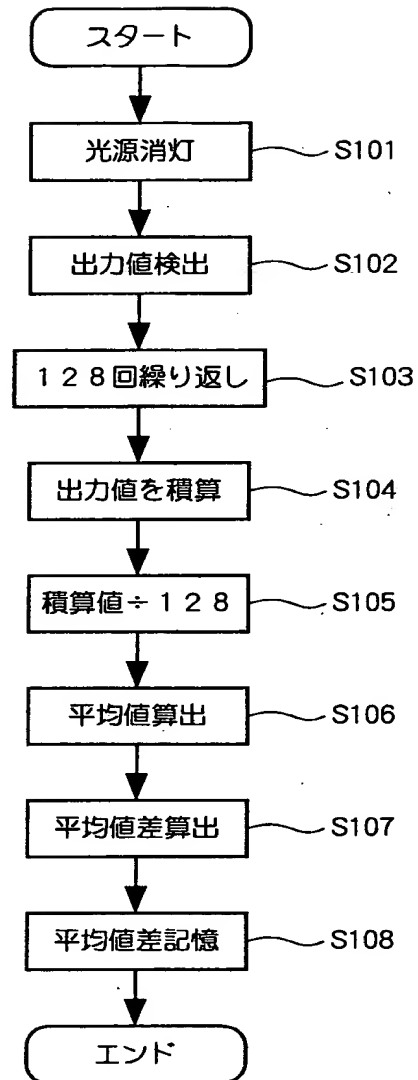 スタート
光源消灯 S101
出力値検出 S102
128回繰り返し S103
出力値を積算 S104
積算値÷128 S105
平均値算出 S106
平均値差算出 S107
平均値差記憶 S108
エンド